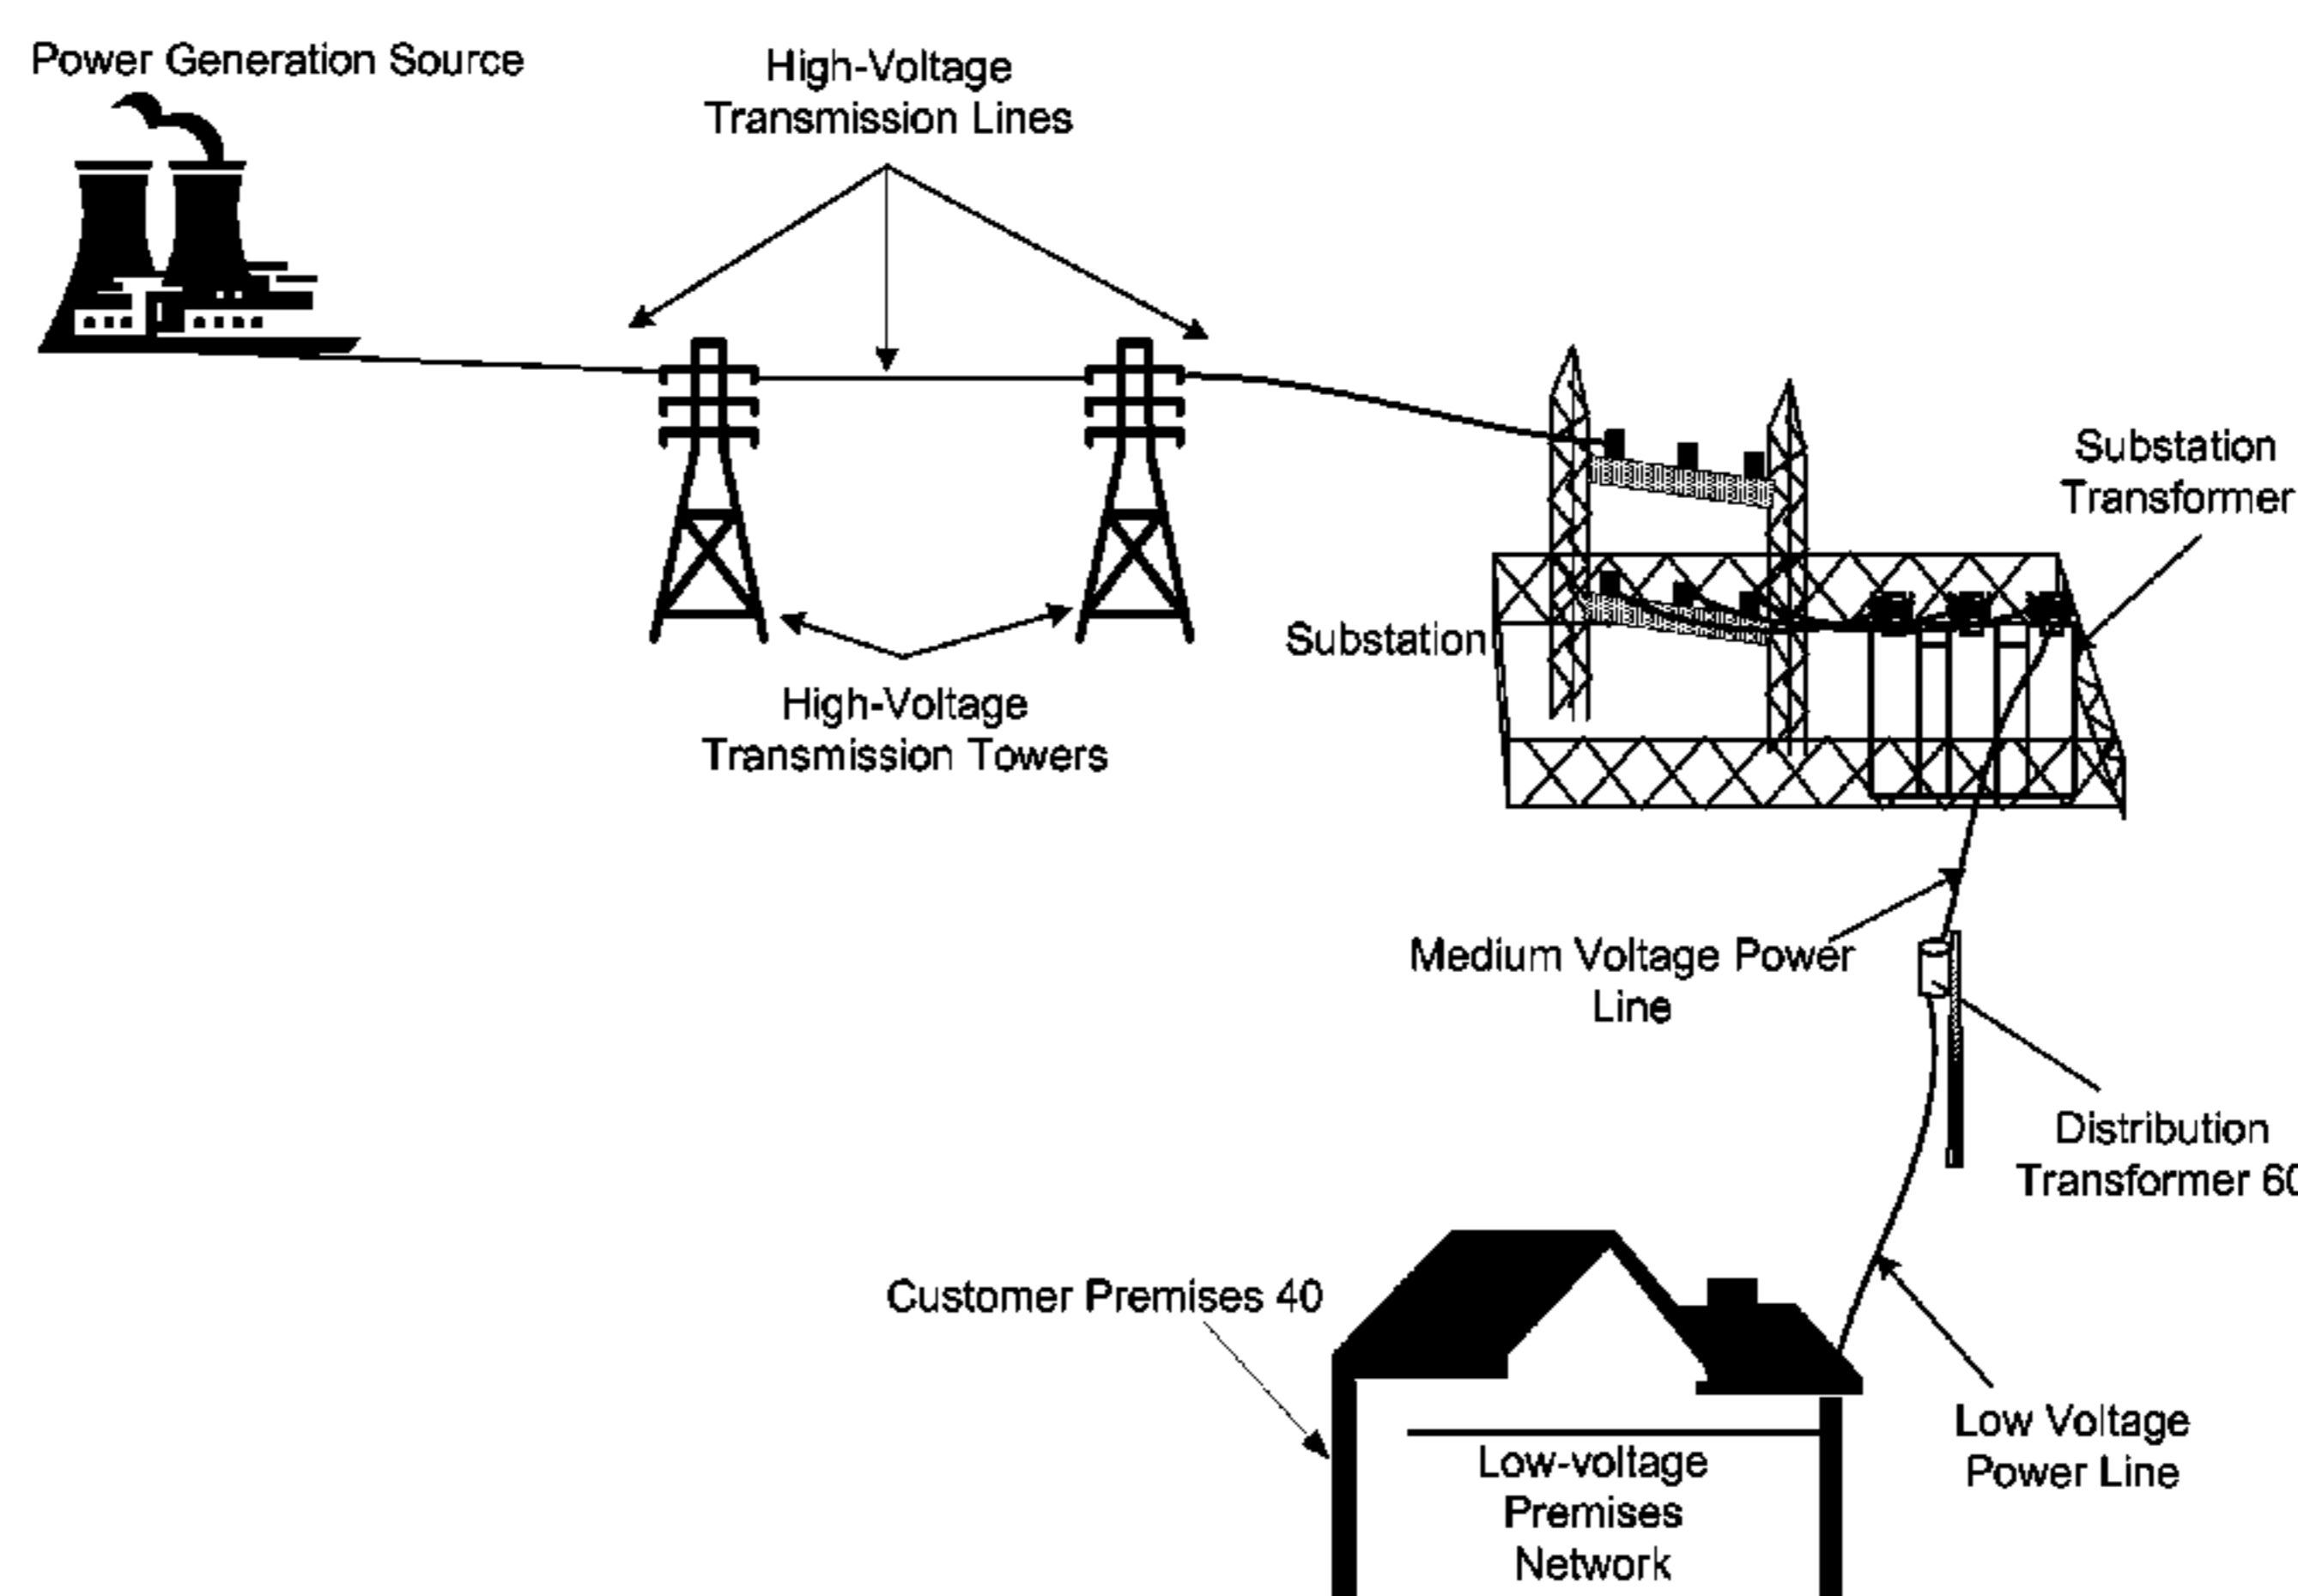 Power Generation Source
High-Voltage
Transmission Lines
Substation
Transformer
Substation
High-Voltage
Transmission Towers
Medium Voltage Power
Line
Distribution
Transformer 60
Customer Premises 40
Low Voltage
Power Line
Low-voltage
Premises
Network